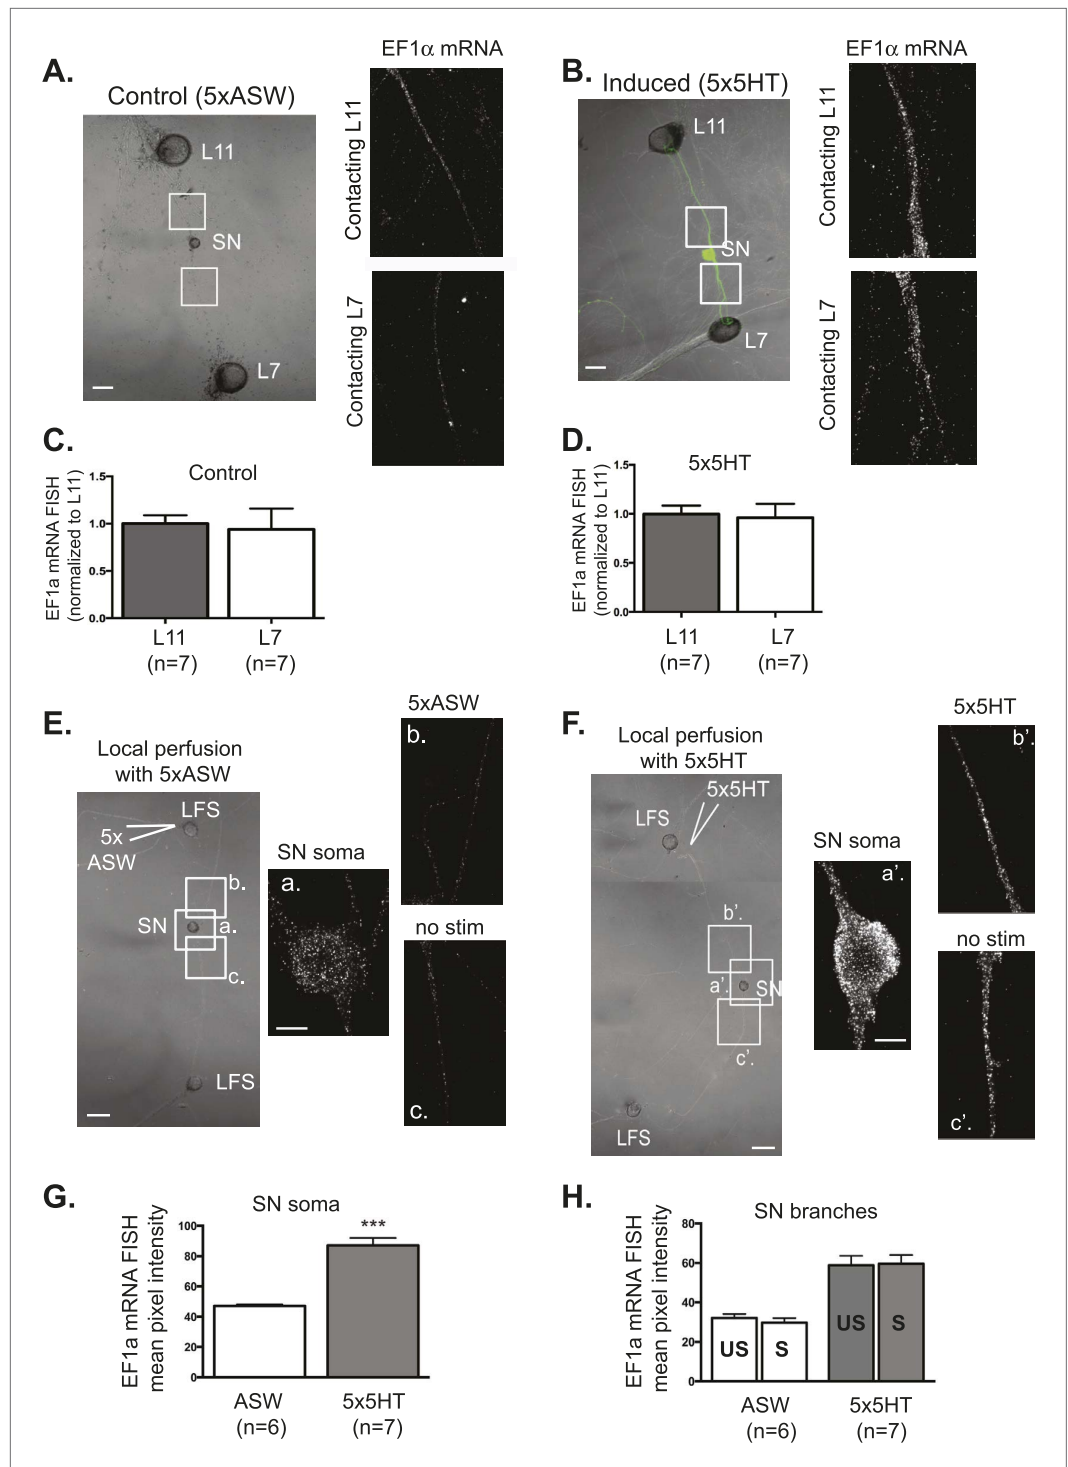 A.
Control (5xASW)
L11
SN
L7
EF1α mRNA
Contacting L11
Contacting L7
B.
Induced (5x5HT)
L11
SN
L7
EF1α mRNA
Contacting L11
Contacting L7
C.
Control
EF1a mRNA FISH
(normalized to L11)
1.5
1.0
0.5
0.0
L11
L7
(n=7)
(n=7)
D.
5x5HT
EF1a mRNA FISH
(normalized to L11)
1.5
1.0
0.5
0.0
L11
L7
(n=7)
(n=7)
E.
Local perfusion
with 5xASW
LFS
5x
ASW
b.
SN
a.
c.
LFS
SN soma
a.
5xASW
b.
no stim
c.
F.
Local perfusion
with 5x5HT
5x5HT
LFS
b'.
a'.
SN
c'.
LFS
SN soma
a'.
5x5HT
b'.
no stim
c'.
G.
SN soma
EF1a mRNA FISH
mean pixel intensity
100
80
60
40
20
0
***
ASW
5x5HT
(n=6)
(n=7)
H.
SN branches
EF1a mRNA FISH
mean pixel intensity
80
60
40
20
0
US
S
US
S
ASW
5x5HT
(n=6)
(n=7)